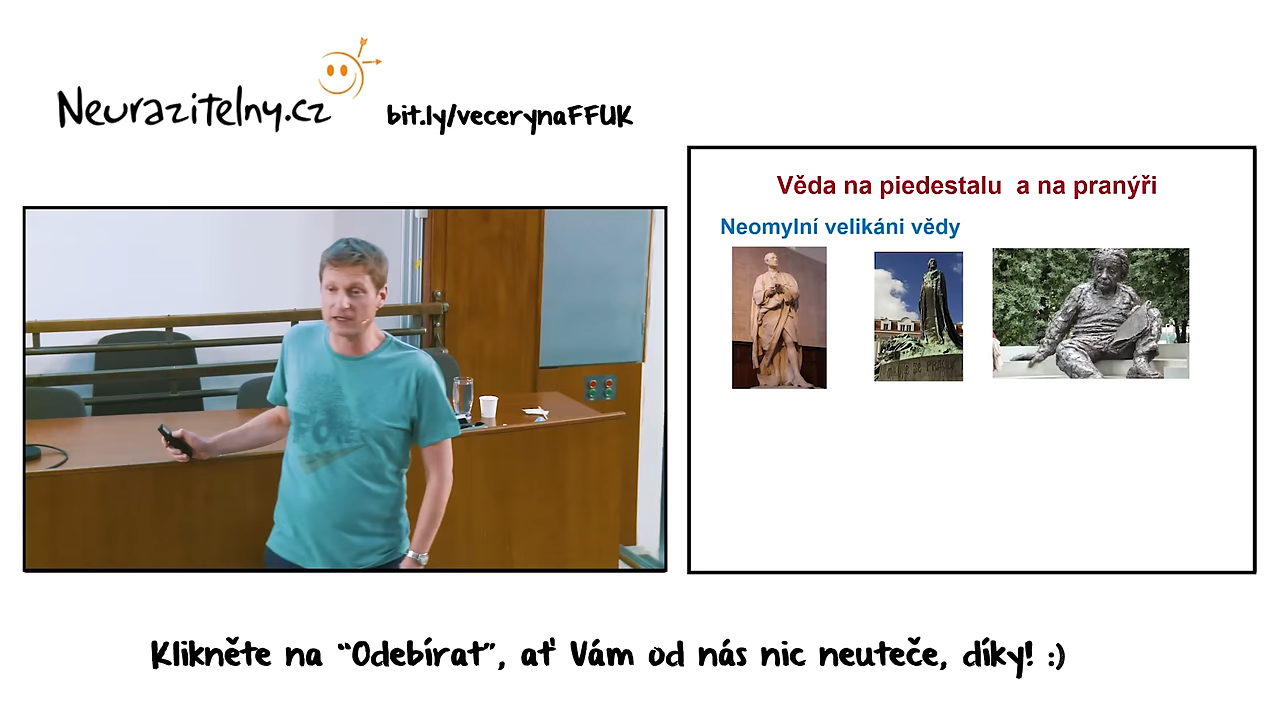 Neurazitelny.cz
bit.ly/vecerynaFFUK
Věda na piedestalu a na pranýři
Neomylní velikáni vědy
Klikněte na “Odebírat”, ať Vám od nás nic neuteče, díky! :)